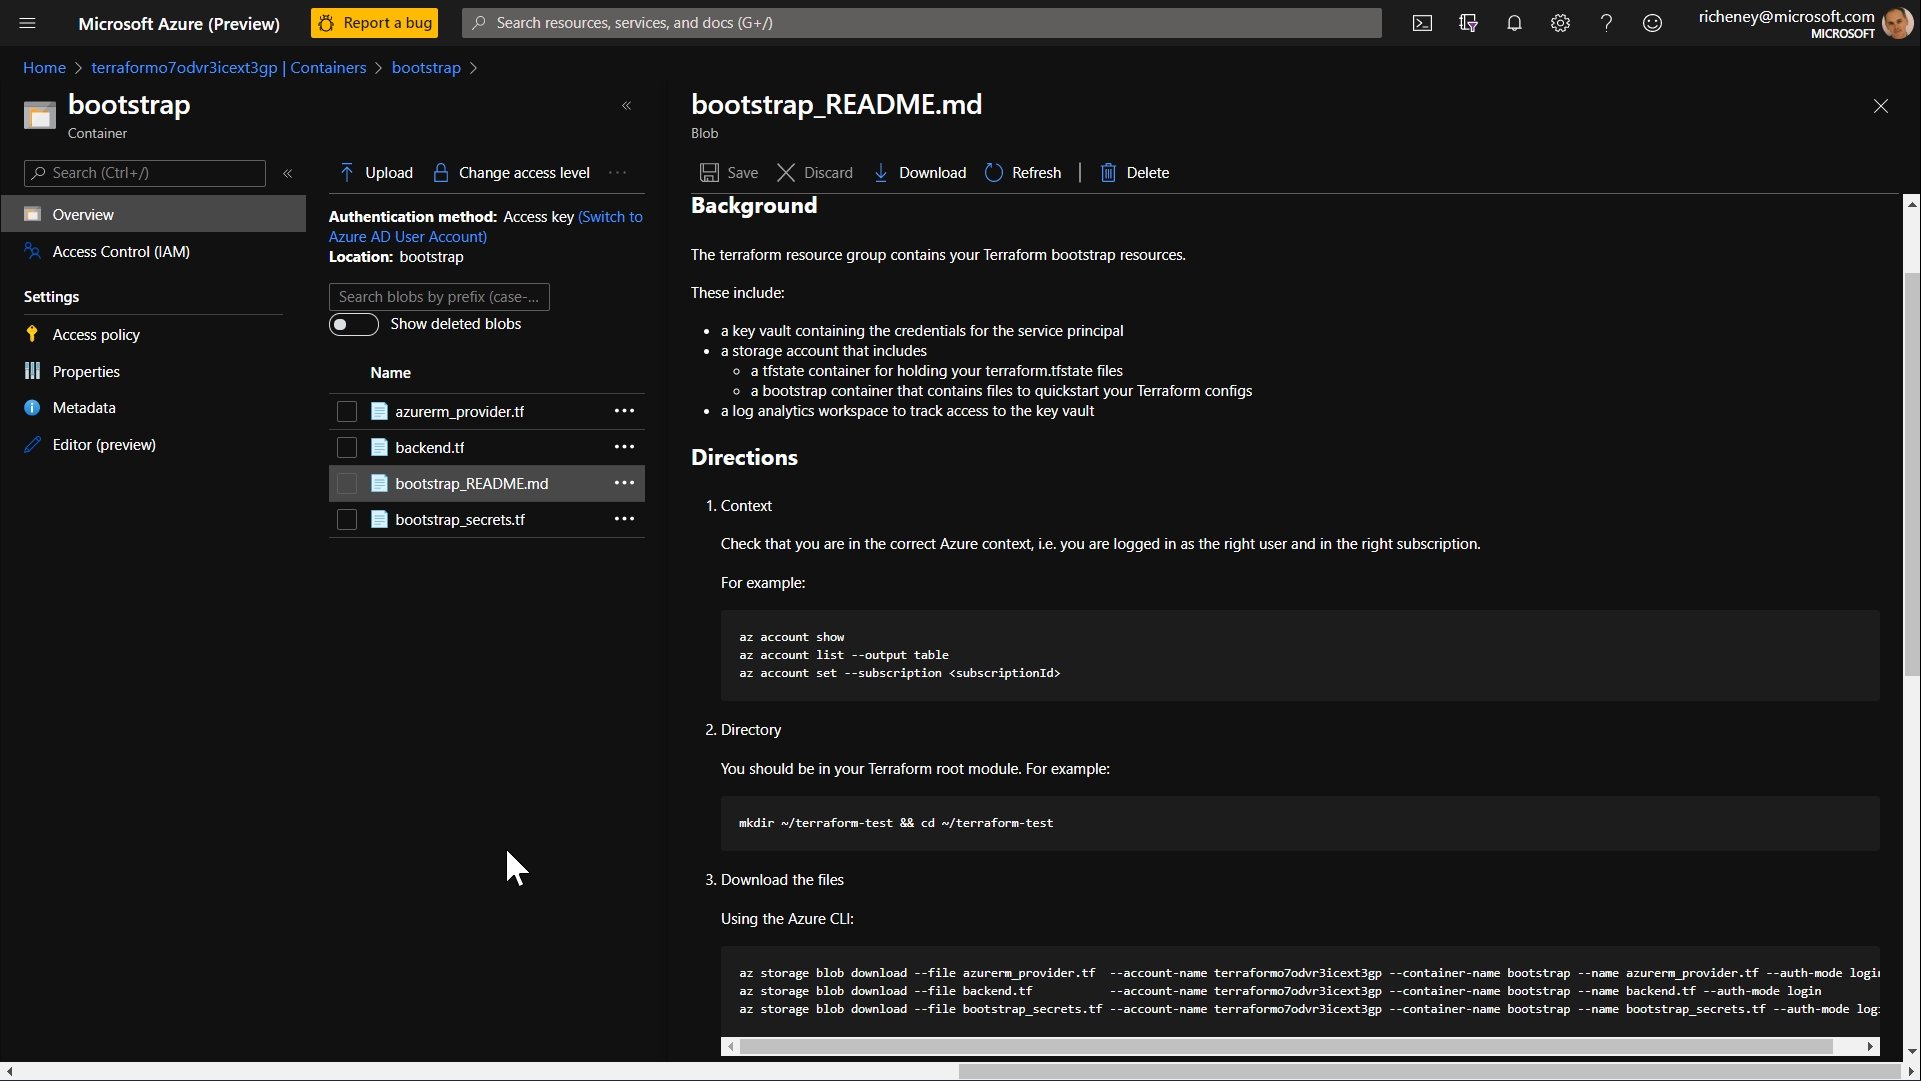 Microsoft Azure (Preview)
Report a bug
Search resources, services, and docs (G+/)
richeney@microsoft.com
MICROSOFT
Home > terraformo7odvr3icext3gp | Containers > bootstrap >
bootstrap
Container
Search (Ctrl+/)
Overview
Access Control (IAM)
Settings
Access policy
Properties
Metadata
Editor (preview)
Upload
Change access level
Authentication method: Access key (Switch to
Azure AD User Account)
Location: bootstrap
Search blobs by prefix (case-...
Show deleted blobs
Name
azurerm_provider.tf
backend.tf
bootstrap_README.md
bootstrap_secrets.tf
bootstrap_README.md
Blob
Save
Discard
Download
Refresh
Delete
Background
The terraform resource group contains your Terraform bootstrap resources.
These include:
• a key vault containing the credentials for the service principal
• a storage account that includes
◦ a tfstate container for holding your terraform.tfstate files
◦ a bootstrap container that contains files to quickstart your Terraform configs
• a log analytics workspace to track access to the key vault
Directions
1. Context
Check that you are in the correct Azure context, i.e. you are logged in as the right user and in the right subscription.
For example:
az account show
az account list --output table
az account set --subscription <subscriptionId>
2. Directory
You should be in your Terraform root module. For example:
mkdir ~/terraform-test && cd ~/terraform-test
3. Download the files
Using the Azure CLI:
az storage blob download --file azurerm_provider.tf  --account-name terraformo7odvr3icext3gp --container-name bootstrap --name azurerm_provider.tf --auth-mode login
az storage blob download --file backend.tf           --account-name terraformo7odvr3icext3gp --container-name bootstrap --name backend.tf --auth-mode login
az storage blob download --file bootstrap_secrets.tf --account-name terraformo7odvr3icext3gp --container-name bootstrap --name bootstrap_secrets.tf --auth-mode logi